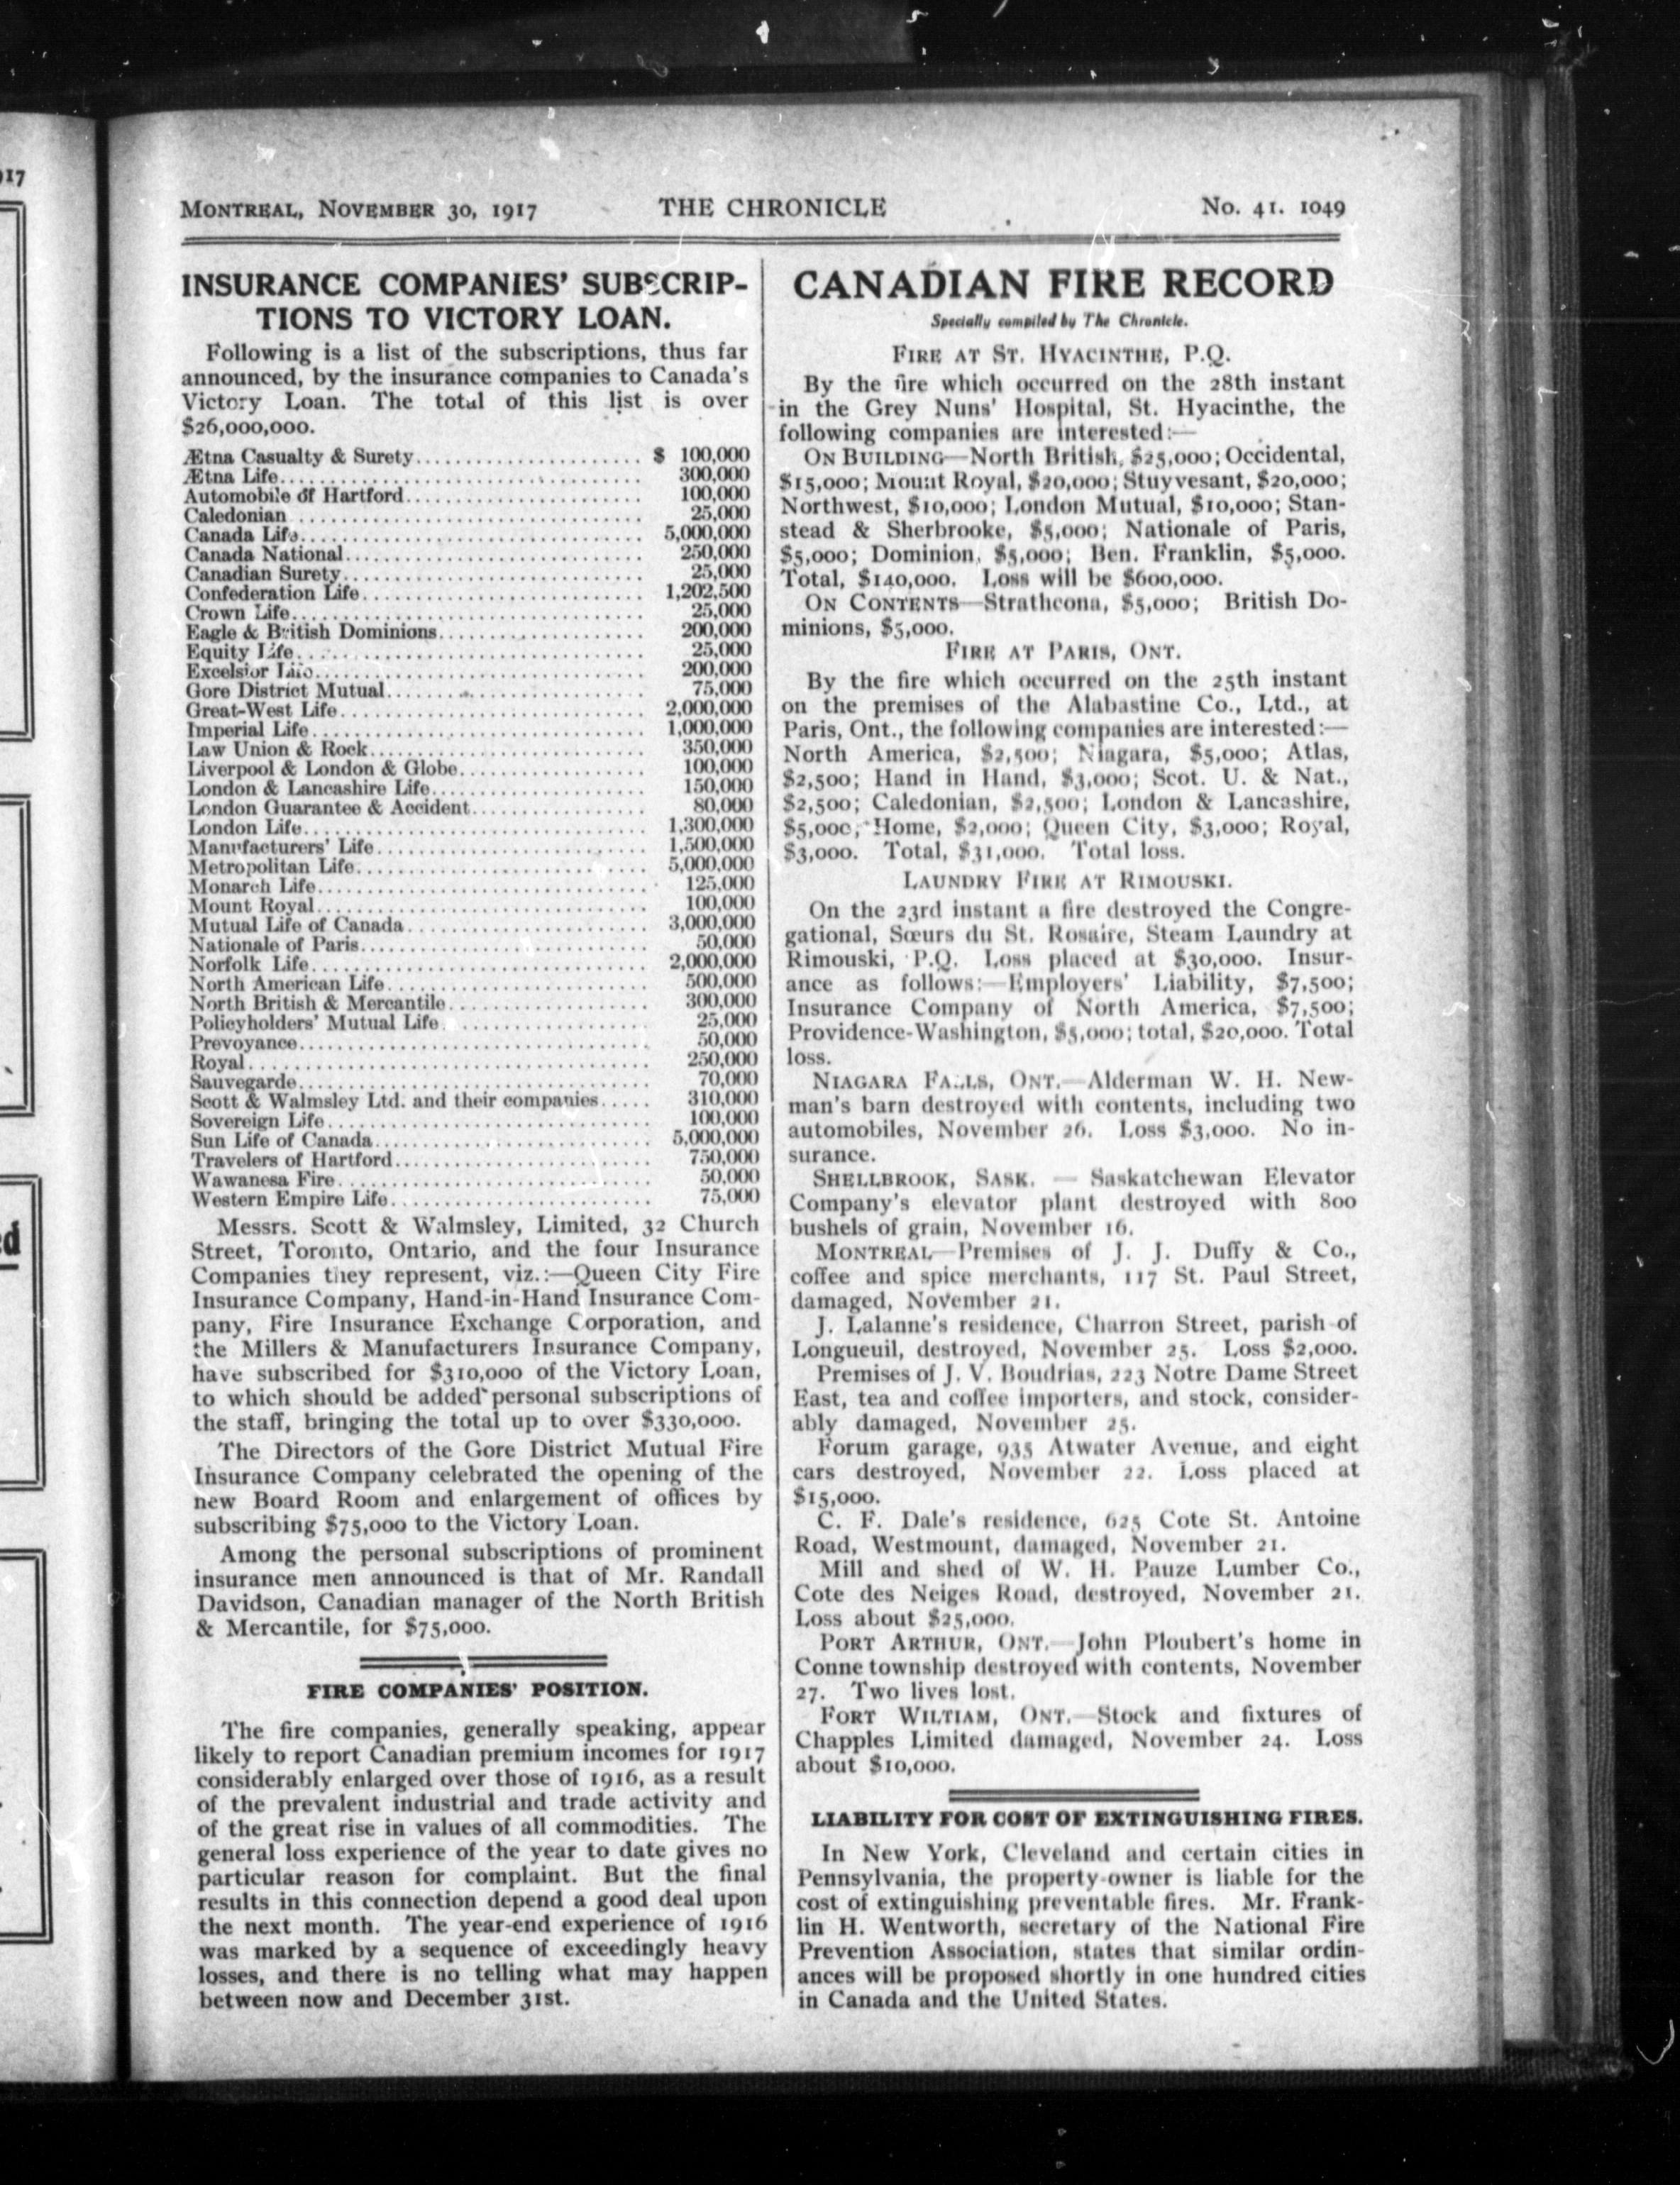 917
MONTREAL, NOVEMBER 30, 1917
THE CHRONICLE
No. 41. 1049
INSURANCE COMPANIES' SUBSCRIP-
TIONS TO VICTORY LOAN.
Following is a list of the subscriptions, thus far
announced, by the insurance companies to Canada's
Victory Loan. The total of this list is over
$26,000,000.
Ætna Casualty & Surety.......................$ 100,000
Ætna Life.................................... 300,000
Automobile of Hartford....................... 100,000
Caledonian................................... 25,000
Canada Life.................................. 5,000,000
Canada National.............................. 250,000
Canadian Surety.............................. 25,000
Confederation Life........................... 1,202,500
Crown Life................................... 25,000
Eagle & British Dominions.................... 200,000
Equity Life.................................. 25,000
Excelsior Life............................... 200,000
Gore District Mutual......................... 75,000
Great-West Life.............................. 2,000,000
Imperial Life................................ 1,000,000
Law Union & Rock............................. 350,000
Liverpool & London & Globe................... 100,000
London & Lancashire Life..................... 150,000
London Guarantee & Accident.................. 80,000
London Life.................................. 1,300,000
Manufacturers' Life.......................... 1,500,000
Metropolitan Life............................ 5,000,000
Monarch Life................................. 125,000
Mount Royal.................................. 100,000
Mutual Life of Canada........................ 3,000,000
Nationale of Paris........................... 50,000
Norfolk Life................................. 2,000,000
North American Life.......................... 500,000
North British & Mercantile................... 300,000
Policyholders' Mutual Life................... 25,000
Prevoyance................................... 50,000
Royal........................................ 250,000
Sauvegarde................................... 70,000
Scott & Walmsley Ltd. and their companies..... 310,000
Sovereign Life............................... 100,000
Sun Life of Canada........................... 5,000,000
Travelers of Hartford........................ 750,000
Wawanesa Fire................................ 50,000
Western Empire Life.......................... 75,000
Messrs. Scott & Walmsley, Limited, 32 Church
Street, Toronto, Ontario, and the four Insurance
Companies they represent, viz.:—Queen City Fire
Insurance Company, Hand-in-Hand Insurance Com-
pany, Fire Insurance Exchange Corporation, and
the Millers & Manufacturers Insurance Company,
have subscribed for $310,000 of the Victory Loan,
to which should be added personal subscriptions of
the staff, bringing the total up to over $330,000.
The Directors of the Gore District Mutual Fire
Insurance Company celebrated the opening of the
new Board Room and enlargement of offices by
subscribing $75,000 to the Victory Loan.
Among the personal subscriptions of prominent
insurance men announced is that of Mr. Randall
Davidson, Canadian manager of the North British
& Mercantile, for $75,000.
FIRE COMPANIES' POSITION.
The fire companies, generally speaking, appear
likely to report Canadian premium incomes for 1917
considerably enlarged over those of 1916, as a result
of the prevalent industrial and trade activity and
of the great rise in values of all commodities. The
general loss experience of the year to date gives no
particular reason for complaint. But the final
results in this connection depend a good deal upon
the next month. The year-end experience of 1916
was marked by a sequence of exceedingly heavy
losses, and there is no telling what may happen
between now and December 31st.
CANADIAN FIRE RECORD
Specially compiled by The Chronicle.
FIRE AT ST. HYACINTHE, P.Q.
By the fire which occurred on the 28th instant
in the Grey Nuns' Hospital, St. Hyacinthe, the
following companies are interested:—
ON BUILDING—North British, $25,000; Occidental,
$15,000; Mount Royal, $20,000; Stuyvesant, $20,000;
Northwest, $10,000; London Mutual, $10,000; Stan-
stead & Sherbrooke, $5,000; Nationale of Paris,
$5,000; Dominion, $5,000; Ben. Franklin, $5,000.
Total, $140,000. Loss will be $600,000.
ON CONTENTS—Strathcona, $5,000; British Do-
minions, $5,000.
FIRE AT PARIS, ONT.
By the fire which occurred on the 25th instant
on the premises of the Alabastine Co., Ltd., at
Paris, Ont., the following companies are interested:—
North America, $2,500; Niagara, $5,000; Atlas,
$2,500; Hand in Hand, $3,000; Scot. U. & Nat.,
$2,500; Caledonian, $2,500; London & Lancashire,
$5,000; Home, $2,000; Queen City, $3,000; Royal,
$3,000. Total, $31,000. Total loss.
LAUNDRY FIRE AT RIMOUSKI.
On the 23rd instant a fire destroyed the Congre-
gational, Sœurs du St. Rosaire, Steam Laundry at
Rimouski, P.Q. Loss placed at $30,000. Insur-
ance as follows:—Employers' Liability, $7,500;
Insurance Company of North America, $7,500;
Providence-Washington, $5,000; total, $20,000. Total
loss.
NIAGARA FALLS, ONT.—Alderman W. H. New-
man's barn destroyed with contents, including two
automobiles, November 26. Loss $3,000. No in-
surance.
SHELLBROOK, SASK. — Saskatchewan Elevator
Company's elevator plant destroyed with 800
bushels of grain, November 16.
MONTREAL—Premises of J. J. Duffy & Co.,
coffee and spice merchants, 117 St. Paul Street,
damaged, November 21.
J. Lalanne's residence, Charron Street, parish of
Longueuil, destroyed, November 25. Loss $2,000.
Premises of J. V. Boudrias, 223 Notre Dame Street
East, tea and coffee importers, and stock, consider-
ably damaged, November 25.
Forum garage, 935 Atwater Avenue, and eight
cars destroyed, November 22. Loss placed at
$15,000.
C. F. Dale's residence, 625 Cote St. Antoine
Road, Westmount, damaged, November 21.
Mill and shed of W. H. Pauze Lumber Co.,
Cote des Neiges Road, destroyed, November 21.
Loss about $25,000.
PORT ARTHUR, ONT.—John Ploubert's home in
Conne township destroyed with contents, November
27. Two lives lost.
FORT WILTIAM, ONT.—Stock and fixtures of
Chapples Limited damaged, November 24. Loss
about $10,000.
LIABILITY FOR COST OF EXTINGUISHING FIRES.
In New York, Cleveland and certain cities in
Pennsylvania, the property-owner is liable for the
cost of extinguishing preventable fires. Mr. Frank-
lin H. Wentworth, secretary of the National Fire
Prevention Association, states that similar ordin-
ances will be proposed shortly in one hundred cities
in Canada and the United States.